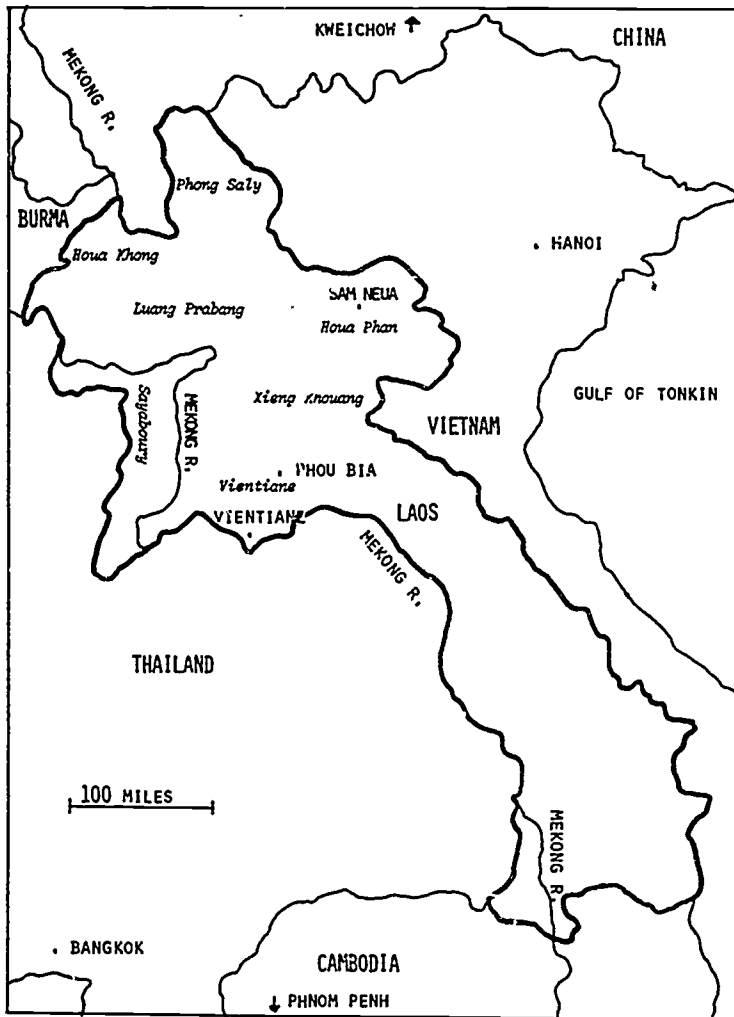 KWEICHOW
CHINA
MEKONG R.
Phong Saly
BURMA
Houa Khong
HANOI
SAM NEUA
Luang Prabang
Houa Phan
GULF OF TONKIN
Sayaboury
MEKONG R.
Xieng Khouang
VIETNAM
PHOU BIA
Vientiane
LAOS
VIENTIANE
MEKONG R.
THAILAND
100 MILES
MEKONG R.
BANGKOK
CAMBODIA
PHNOM PENH